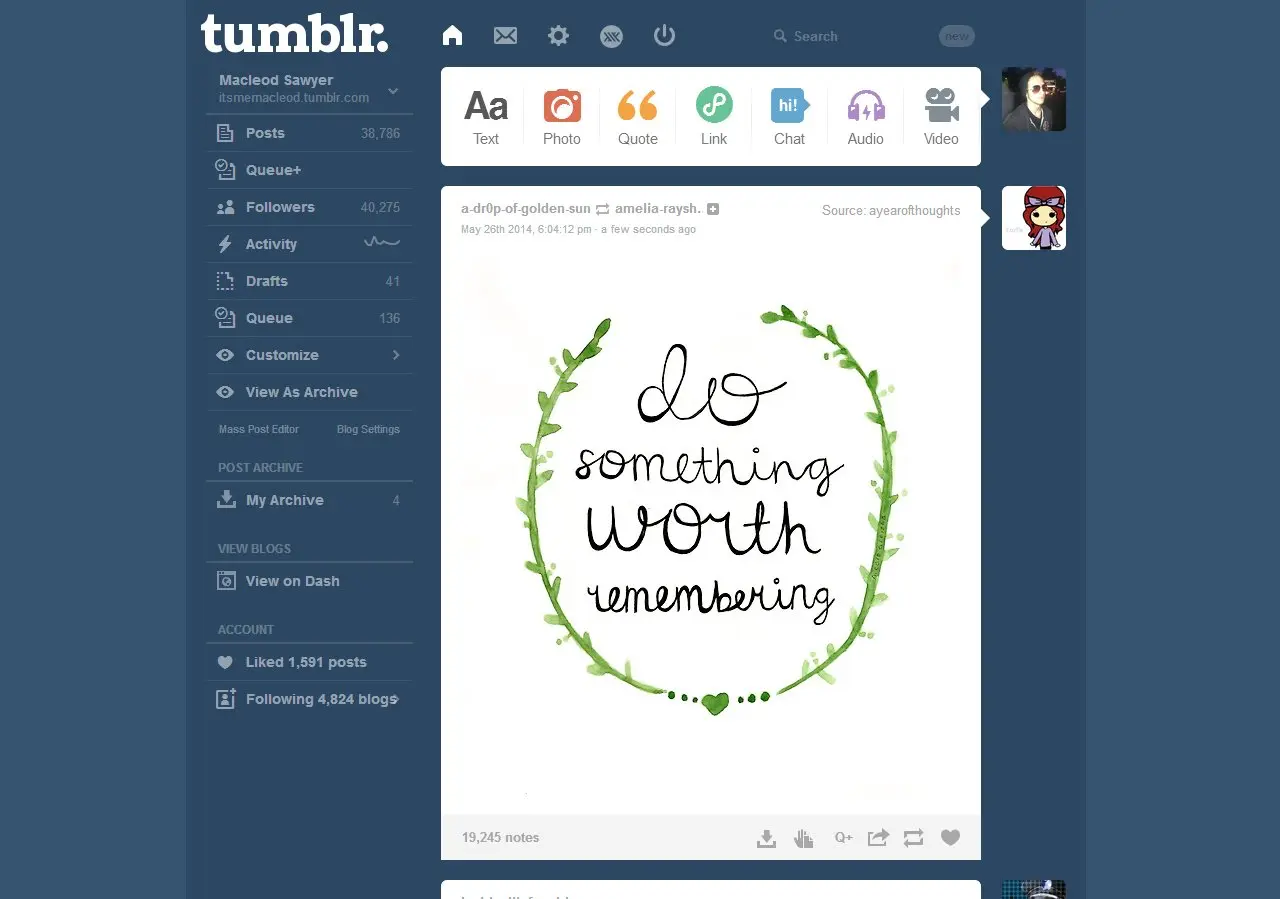 tumblr.
Search
new
Macleod Sawyer
itsmemacleod.tumblr.com
Posts 38,786
Queue+
Followers 40,275
Activity
Drafts 41
Queue 136
Customize
View As Archive
Mass Post Editor Blog Settings
POST ARCHIVE
My Archive 4
VIEW BLOGS
View on Dash
ACCOUNT
Liked 1,591 posts
Following 4,824 blogs
Aa hi!
Text Photo Quote Link Chat Audio Video
a-dr0p-of-golden-sun amelia-raysh. Source: ayearofthoughts
May 26th 2014, 6:04:12 pm - a few seconds ago
do
something
worth
remembering
19,245 notes Q+